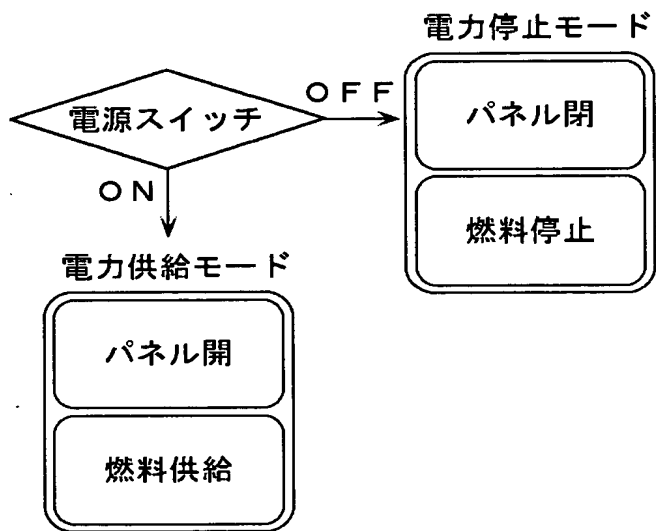 電力停止モード
電源スイッチ
OFF
パネル閉
燃料停止
ON
電力供給モード
パネル開
燃料供給